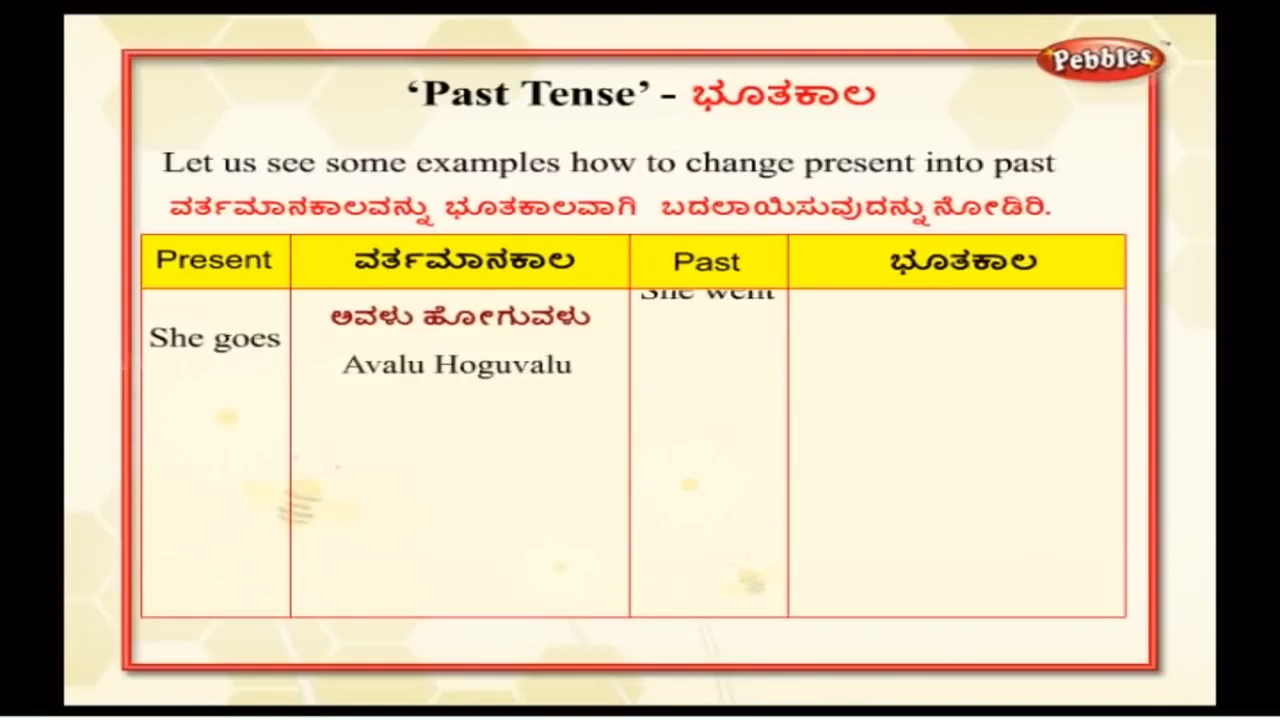 Pebbles
‘Past Tense’ - ಭೂತಕಾಲ
Let us see some examples how to change present into past
ವರ್ತಮಾನಕಾಲವನ್ನು ಭೂತಕಾಲವಾಗಿ ಬದಲಾಯಿಸುವುದನ್ನು ನೋಡಿರಿ.
Present ವರ್ತಮಾನಕಾಲ Past ಭೂತಕಾಲ
She went
ಅವಳು ಹೋಗುವಳು
She goes
Avalu Hoguvalu